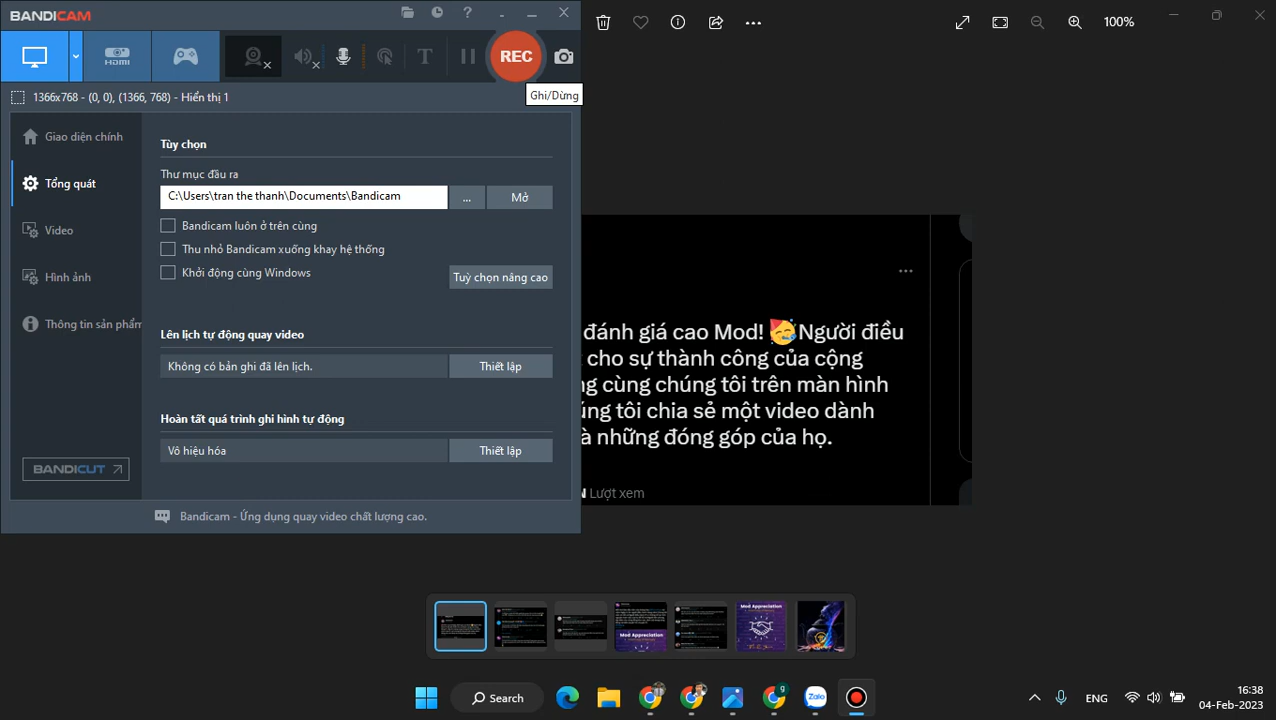 BANDICAM
?
100%
HDMI
T
REC
Ghi/Dừng
1366x768 - (0, 0), (1366, 768) - Hiển thị 1
Giao diện chính
Tổng quát
Video
Hình ảnh
Thông tin sản phẩm
BANDICUT
Tùy chọn
Thư mục đầu ra
C:\Users\tran the thanh\Documents\Bandicam
...
Mở
Bandicam luôn ở trên cùng
Thu nhỏ Bandicam xuống khay hệ thống
Khởi động cùng Windows
Tuỳ chọn nâng cao
Lên lịch tự động quay video
Không có bản ghi đã lên lịch.
Thiết lập
Hoàn tất quá trình ghi hình tự động
Vô hiệu hóa
Thiết lập
Bandicam - Ứng dụng quay video chất lượng cao.
đánh giá cao Mod! 🥳Người điều
cho sự thành công của cộng
cùng chúng tôi trên màn hình
chúng tôi chia sẻ một video dành
những đóng góp của họ.
N Lượt xem
Mod Appreciation
Mod Appreciation
Search
9
Zalo
ENG
16:38
04-Feb-2023